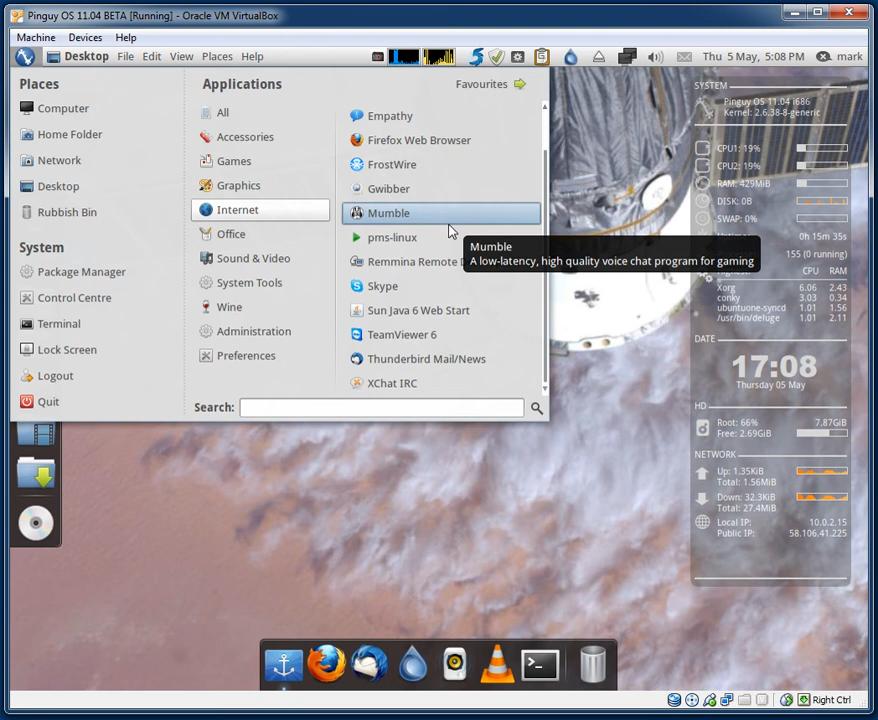 Pinguy OS 11.04 BETA [Running] - Oracle VM VirtualBox
Machine Devices Help
Desktop File Edit View Places Help Thu 5 May, 5:08 PM mark
Places
Computer
Home Folder
Network
Desktop
Rubbish Bin
System
Package Manager
Control Centre
Terminal
Lock Screen
Logout
Quit
Applications
All
Accessories
Games
Graphics
Internet
Office
Sound & Video
System Tools
Wine
Administration
Preferences
Favourites
Empathy
Firefox Web Browser
FrostWire
Gwibber
Mumble
pms-linux
Remmina Remote
Skype
Sun Java 6 Web Start
TeamViewer 6
Thunderbird Mail/News
XChat IRC
Search:
Mumble
A low-latency, high quality voice chat program for gaming
SYSTEM
Pinguy OS 11.04 i686
Kernel: 2.6.38-8-generic
CPU1: 19%
CPU2: 19%
RAM: 429MiB
DISK: 0B
SWAP: 0%
0h 15m 35s
155 (0 running)
CPU RAM
Xorg 6.06 2.43
conky 3.03 0.34
ubuntuone-syncd 1.01 1.56
/usr/bin/deluge 1.01 2.11
DATE
17:08
Thursday 05 May
HD
Root: 66% 7.87GiB
Free: 2.69GiB
NETWORK
Up: 1.35KiB
Total: 1.56MiB
Down: 32.3KiB
Total: 27.4MiB
Local IP: 10.0.2.15
Public IP: 58.106.41.225
Right Ctrl